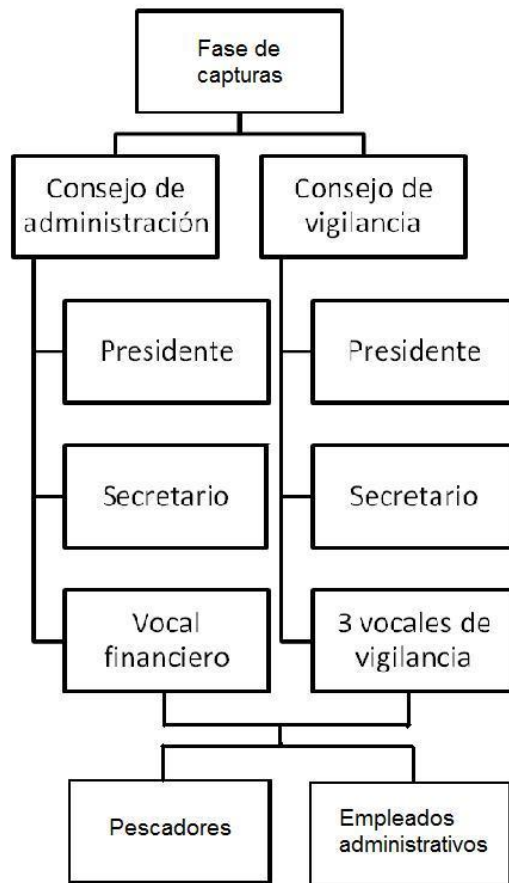 Fase de
capturas
Consejo de
administración
Consejo de
vigilancia
Presidente
Presidente
Secretario
Secretario
Vocal
financiero
3 vocales de
vigilancia
Pescadores
Empleados
administrativos